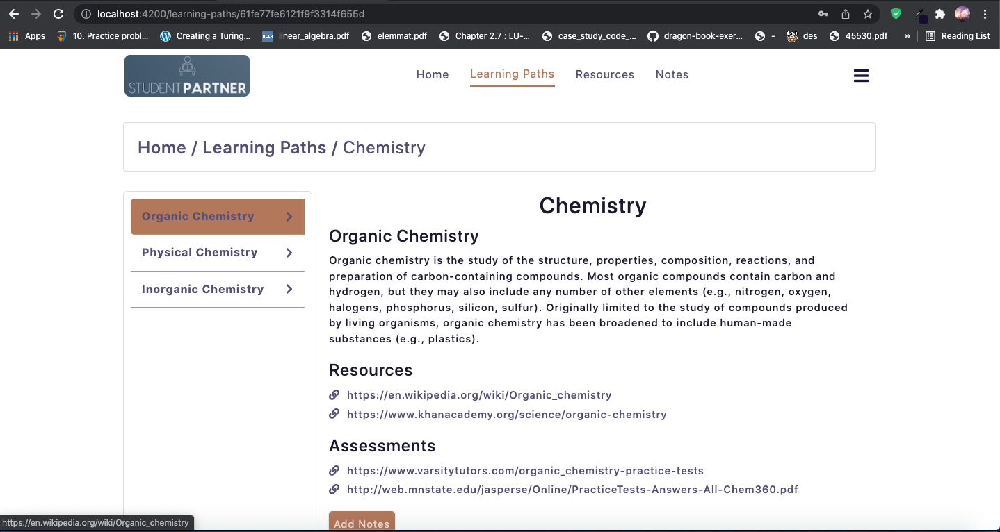 localhost:4200/learning-paths/61fe77fe6121f9f3314f655d
Apps 10. Practice probl... Creating a Turing... UCLA linear_algebra.pdf elemmat.pdf Chapter 2.7 : LU-... case_study_code_... dragon-book-exer... - des 45530.pdf » Reading List
STUDENTPARTNER
Home Learning Paths Resources Notes
Home / Learning Paths / Chemistry
Organic Chemistry
Physical Chemistry
Inorganic Chemistry
Chemistry
Organic Chemistry
Organic chemistry is the study of the structure, properties, composition, reactions, and
preparation of carbon-containing compounds. Most organic compounds contain carbon and
hydrogen, but they may also include any number of other elements (e.g., nitrogen, oxygen,
halogens, phosphorus, silicon, sulfur). Originally limited to the study of compounds produced
by living organisms, organic chemistry has been broadened to include human-made
substances (e.g., plastics).
Resources
https://en.wikipedia.org/wiki/Organic_chemistry
https://www.khanacademy.org/science/organic-chemistry
Assessments
https://www.varsitytutors.com/organic_chemistry-practice-tests
http://web.mnstate.edu/jasperse/Online/PracticeTests-Answers-All-Chem360.pdf
Add Notes
https://en.wikipedia.org/wiki/Organic_chemistry